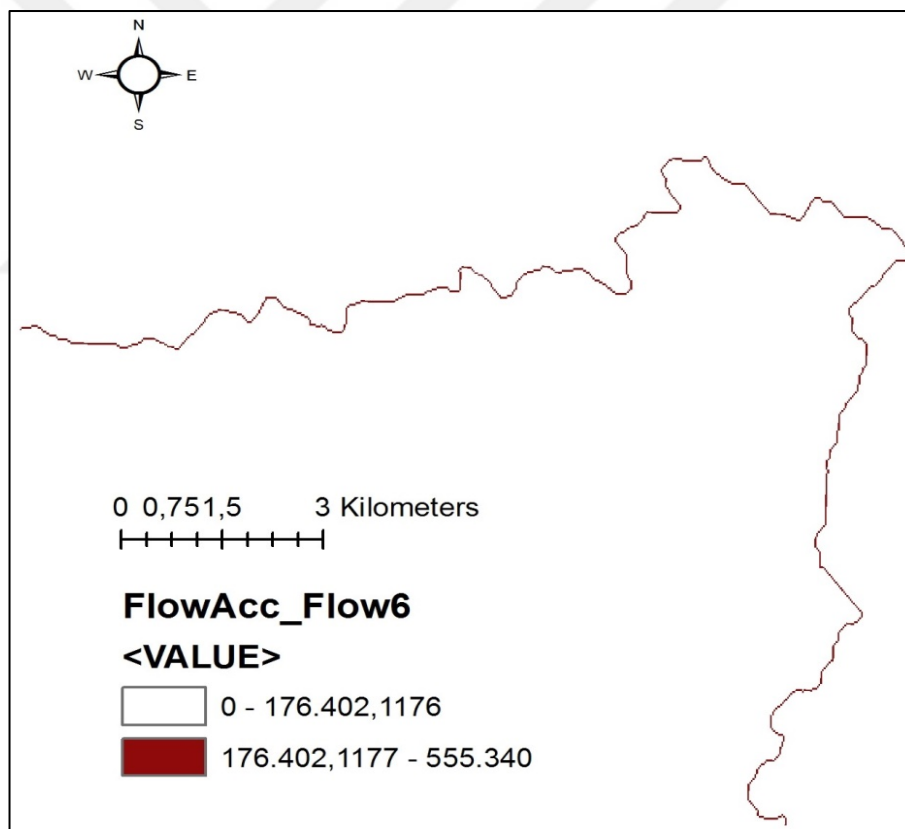 N
W E
S
0 0,751,5 3 Kilometers
FlowAcc_Flow6
<VALUE>
0 - 176.402,1176
176.402,1177 - 555.340